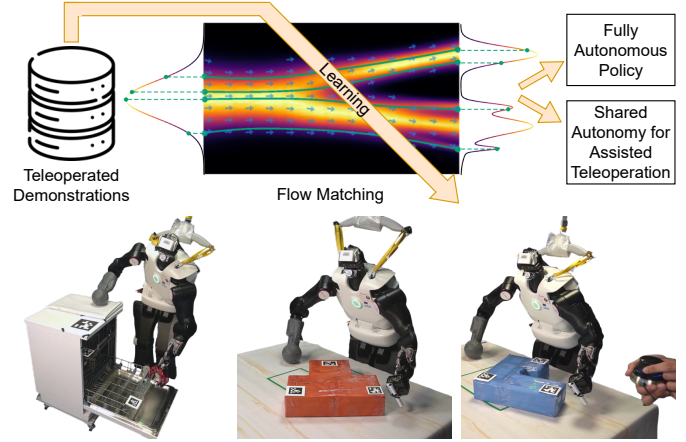 Teleoperated
Demonstrations
Learning
Flow Matching
Fully
Autonomous
Policy
Shared
Autonomy for
Assisted
Teleoperation